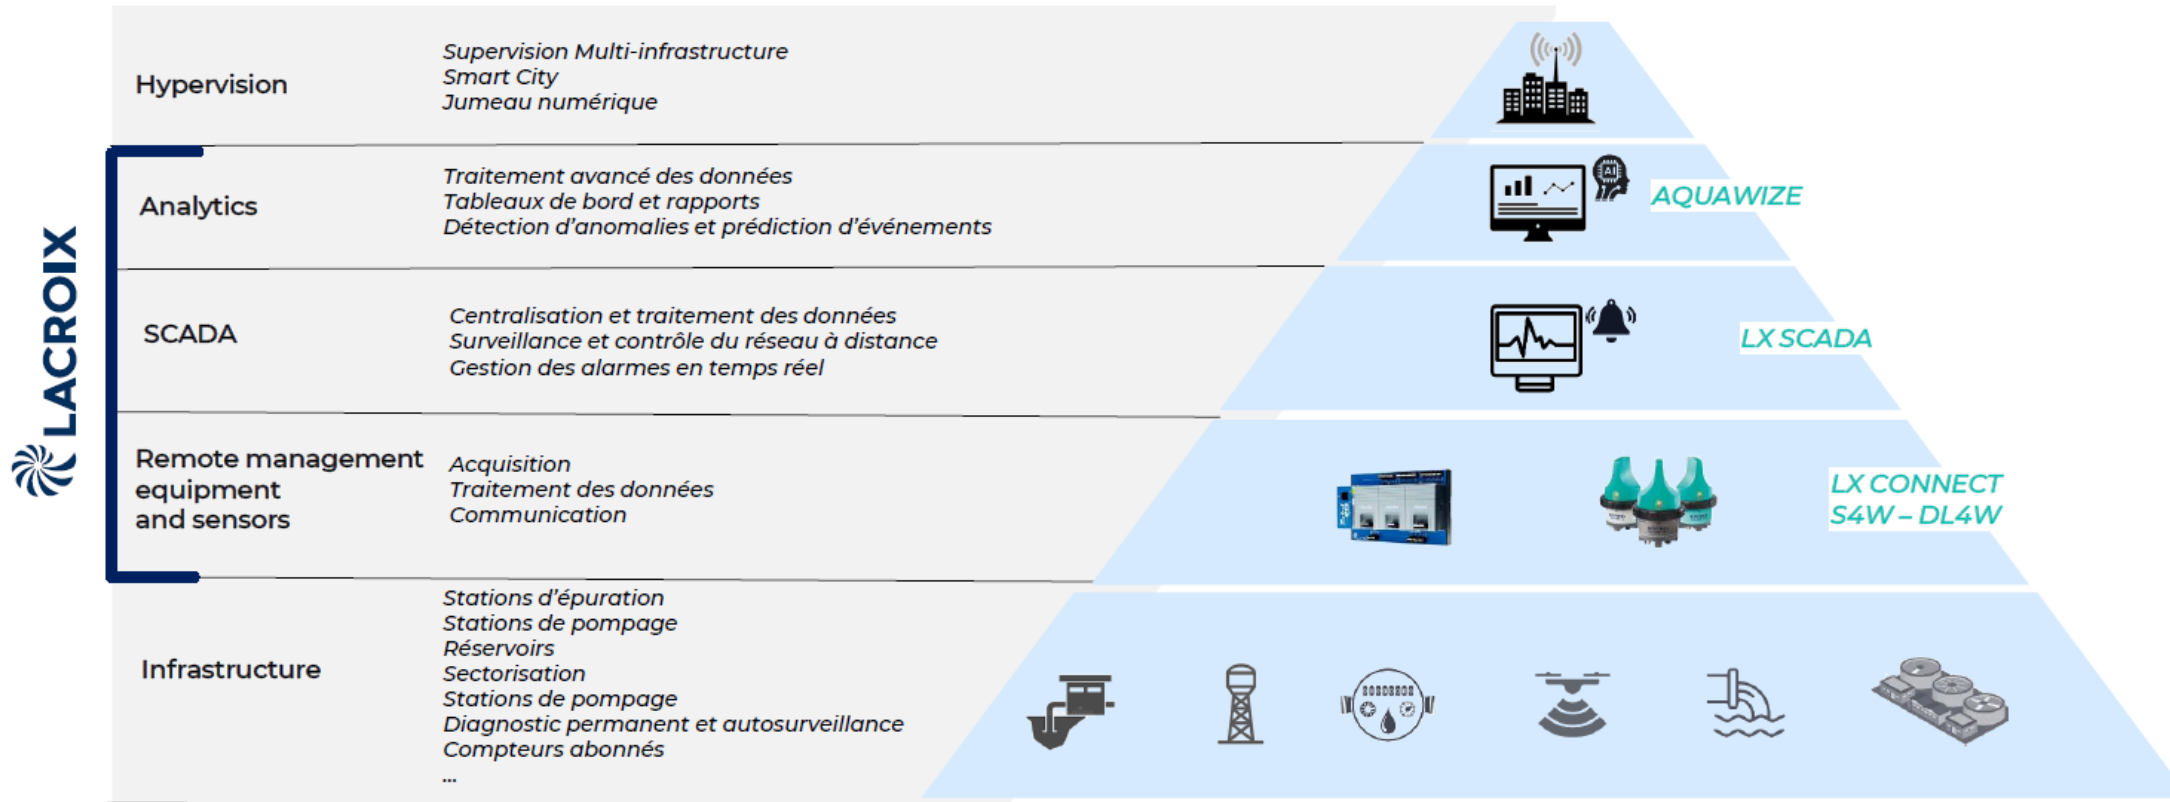 LACROIX
Hypervision
Supervision Multi-infrastructure
Smart City
Jumeau numérique
Analytics
Traitement avancé des données
Tableaux de bord et rapports
Détection d'anomalies et prédiction d'événements
AI
AQUAWIZE
SCADA
Centralisation et traitement des données
Surveillance et contrôle du réseau à distance
Gestion des alarmes en temps réel
LX SCADA
Remote management
equipment
and sensors
Acquisition
Traitement des données
Communication
LX CONNECT
S4W – DL4W
Infrastructure
Stations d'épuration
Stations de pompage
Réservoirs
Sectorisation
Stations de pompage
Diagnostic permanent et autosurveillance
Compteurs abonnés
...